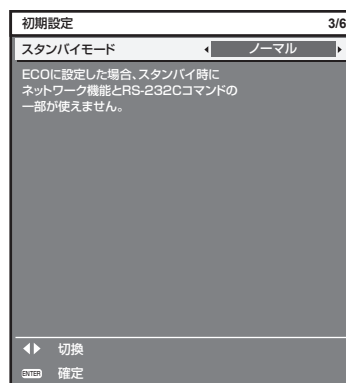 初期設定 3/6
スタンバイモード ノーマル
ECOに設定した場合、スタンバイ時に
ネットワーク機能とRS-232Cコマンドの
一部が使えません。
切換
ENTER 確定